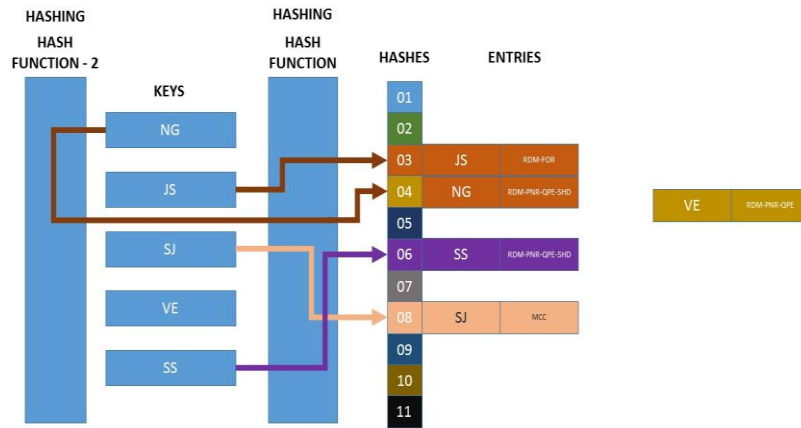 HASHING
HASH
FUNCTION - 2
KEYS
NG
JS
SJ
VE
SS
HASHING
HASH
FUNCTION
HASHES
ENTRIES
01
02
03 JS RDM-FOR
04 NG RDM-PNR-QPE-SHD
05
06 SS RDM-PNR-QPE-SHD
07
08 SJ MCC
09
10
11
VE RDM-PNR-QPE